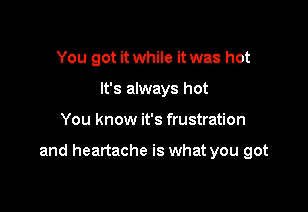 You got it while it was hot
It's always hot
You know it's frustration
and heartache is what you got